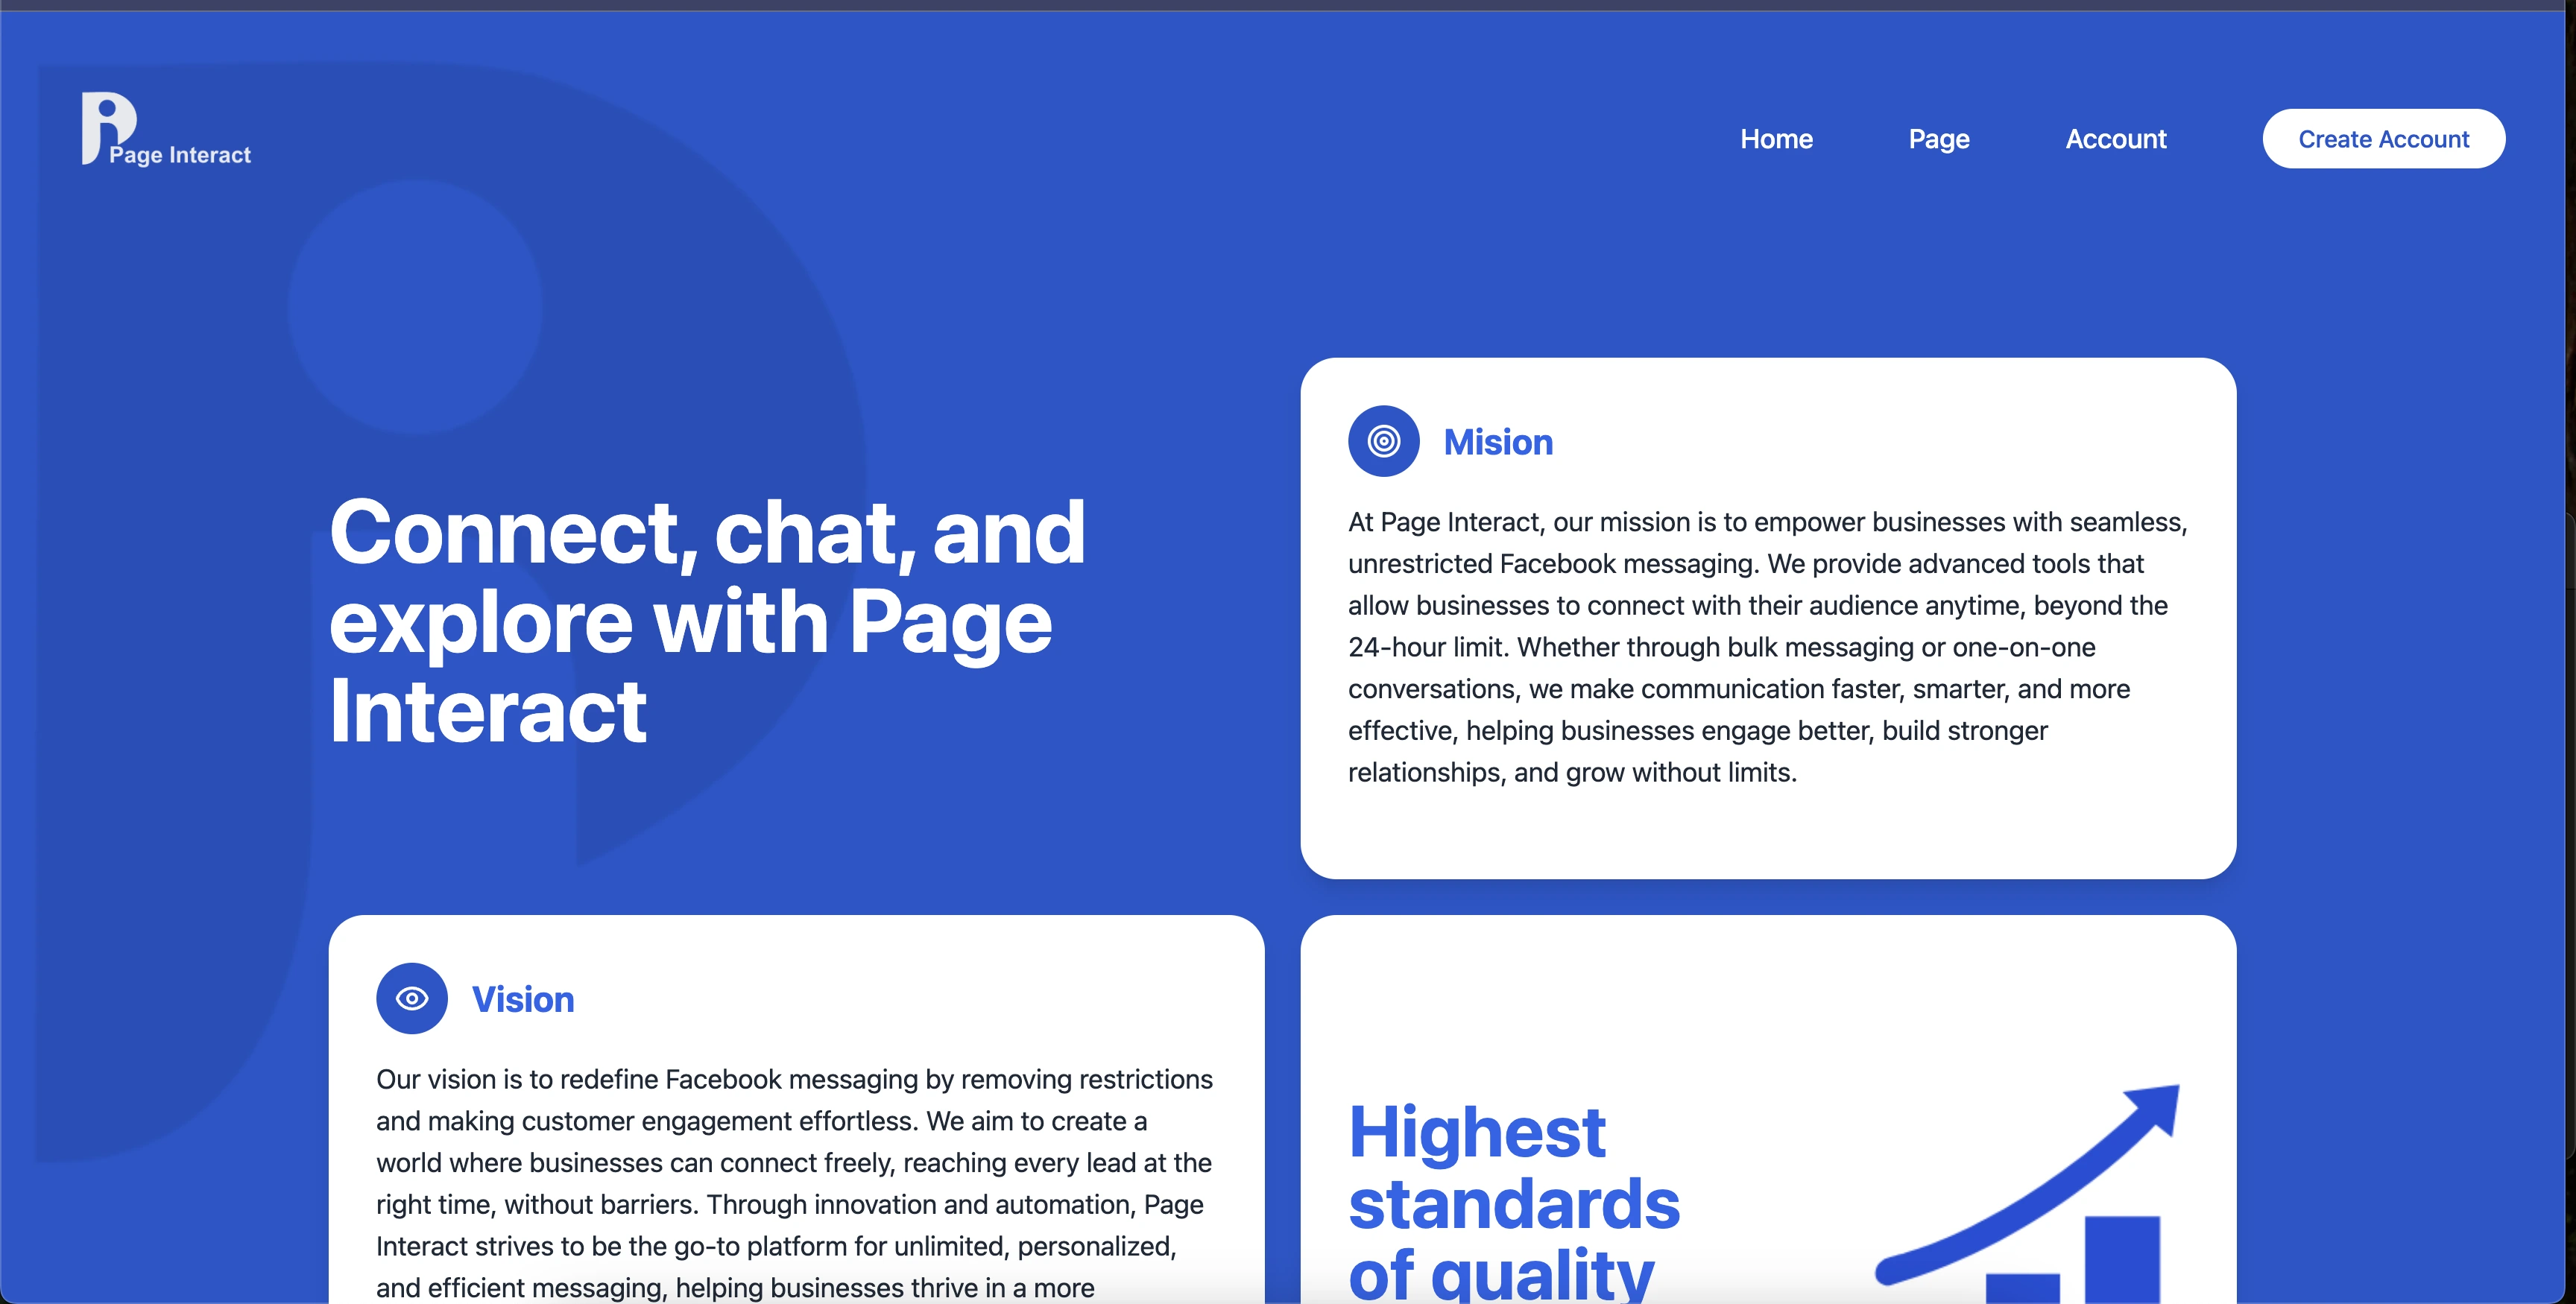 Page Interact
Home
Page
Account
Create Account
Connect, chat, and
explore with Page
Interact
Mision
At Page Interact, our mission is to empower businesses with seamless,
unrestricted Facebook messaging. We provide advanced tools that
allow businesses to connect with their audience anytime, beyond the
24-hour limit. Whether through bulk messaging or one-on-one
conversations, we make communication faster, smarter, and more
effective, helping businesses engage better, build stronger
relationships, and grow without limits.
Vision
Our vision is to redefine Facebook messaging by removing restrictions
and making customer engagement effortless. We aim to create a
world where businesses can connect freely, reaching every lead at the
right time, without barriers. Through innovation and automation, Page
Interact strives to be the go-to platform for unlimited, personalized,
and efficient messaging, helping businesses thrive in a more
Highest
standards
of quality